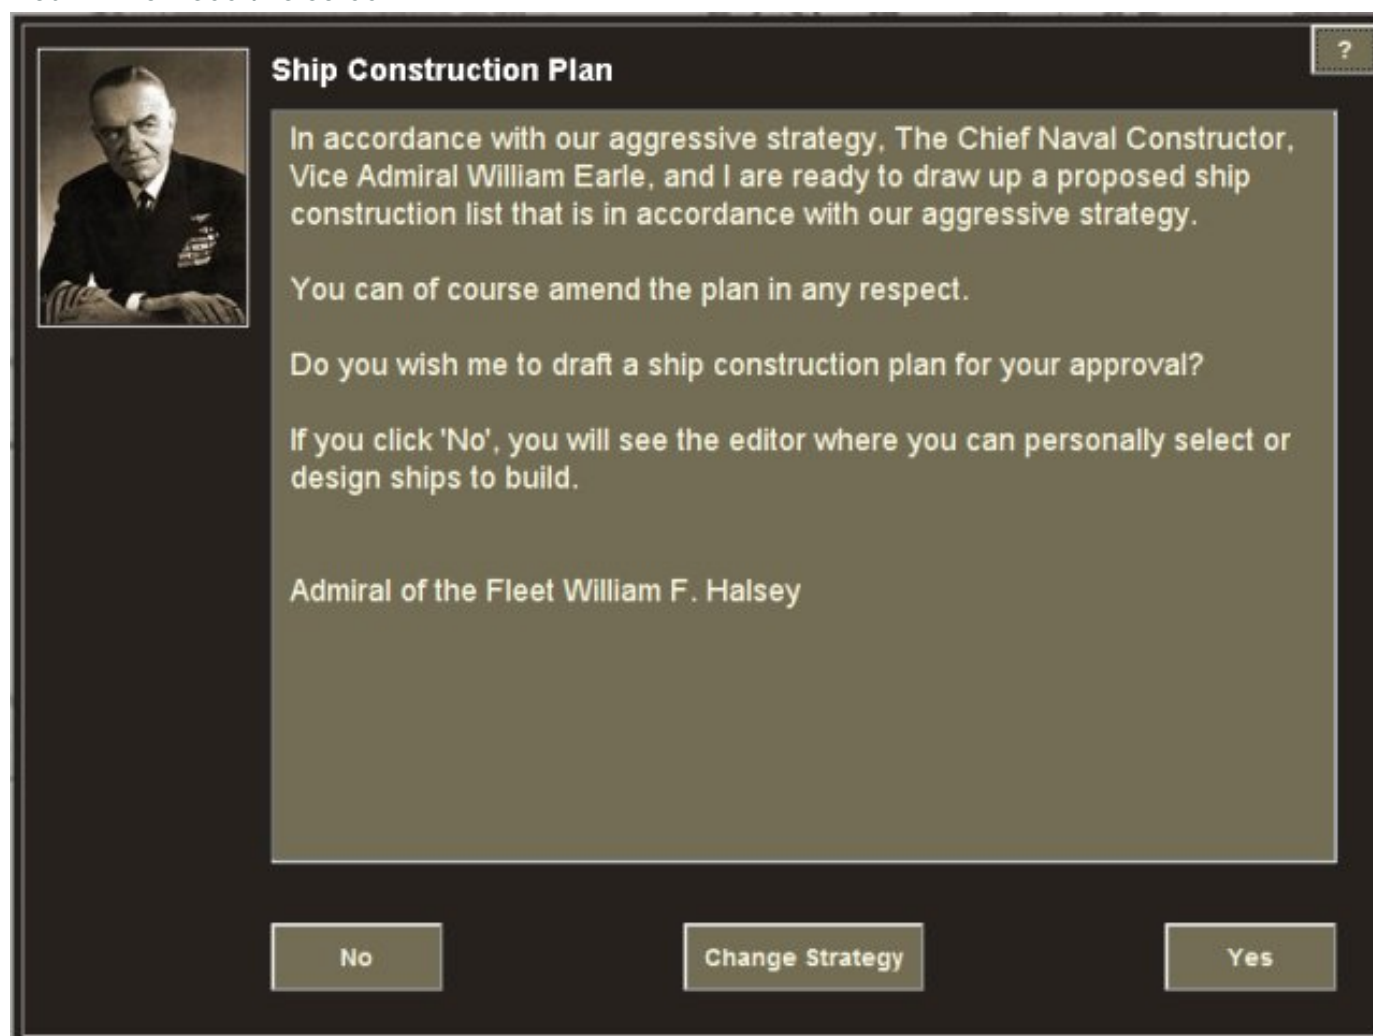 ?
Ship Construction Plan
In accordance with our aggressive strategy, The Chief Naval Constructor,
Vice Admiral William Earle, and I are ready to draw up a proposed ship
construction list that is in accordance with our aggressive strategy.
You can of course amend the plan in any respect.
Do you wish me to draft a ship construction plan for your approval?
If you click 'No', you will see the editor where you can personally select or
design ships to build.
Admiral of the Fleet William F. Halsey
No
Change Strategy
Yes